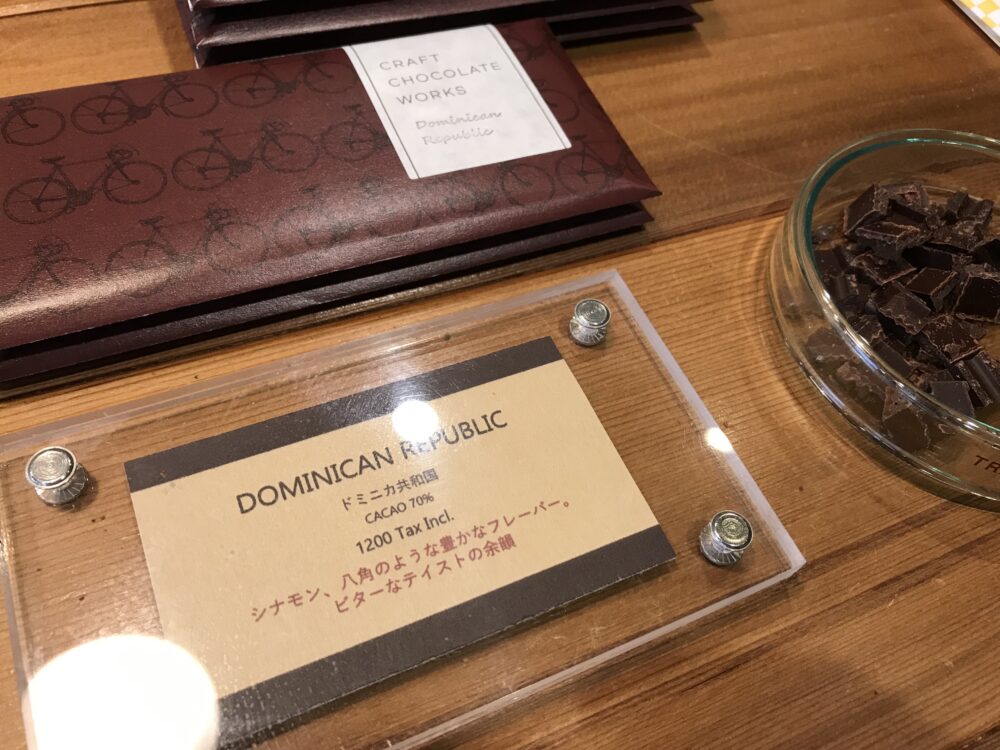 CRAFT
CHOCOLATE
WORKS
Dominican
Republic
DOMINICAN REPUBLIC
ドミニカ共和国
CACAO 70%
1200 Tax Incl.
シナモン、八角のような豊かなフレーバー。
ビターなテイストの余韻